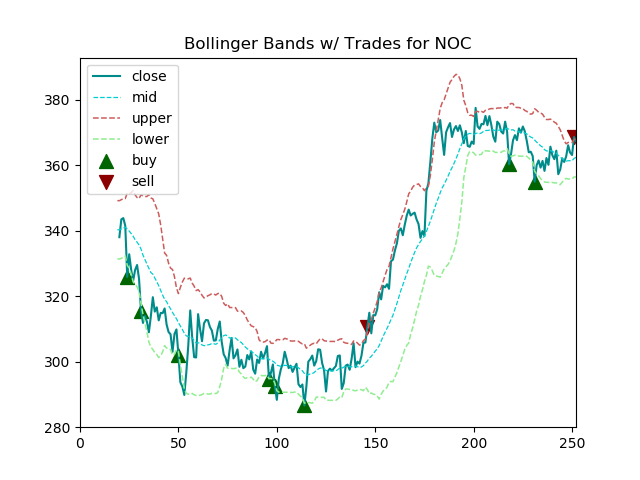 Bollinger Bands w/ Trades for NOC
close
mid
upper
lower
buy
sell
380
360
340
320
300
280
0 50 100 150 200 250